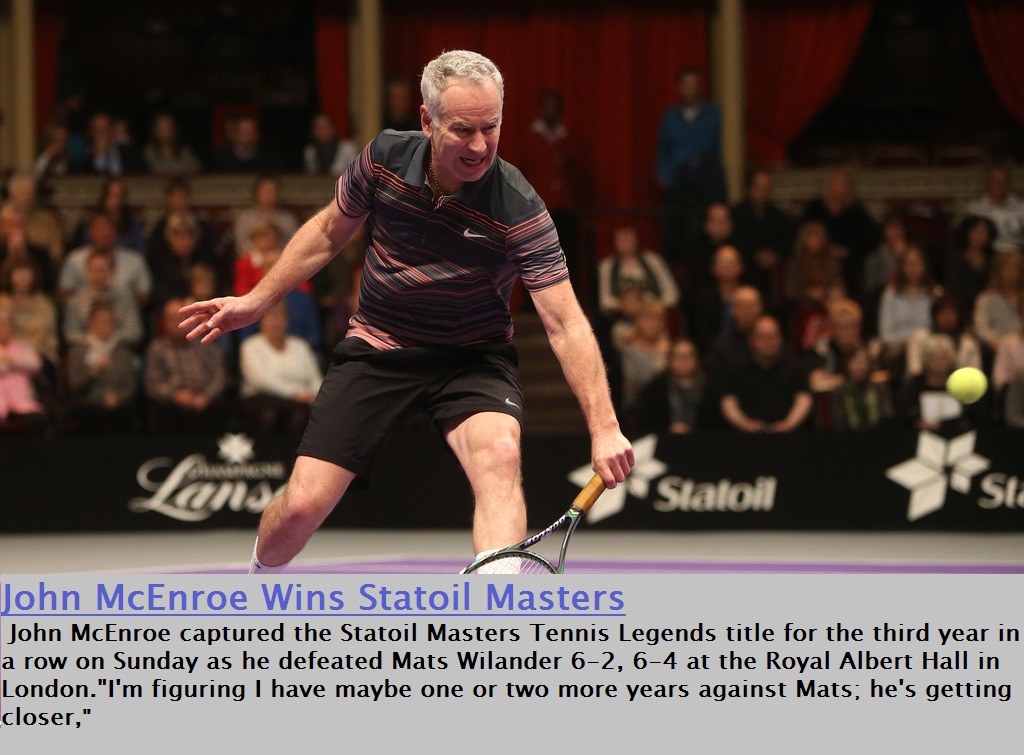 CHAMPAGNE
Lans
Statoil
Sta
John McEnroe Wins Statoil Masters
John McEnroe captured the Statoil Masters Tennis Legends title for the third year in
a row on Sunday as he defeated Mats Wilander 6-2, 6-4 at the Royal Albert Hall in
London."I'm figuring I have maybe one or two more years against Mats; he's getting
closer,"